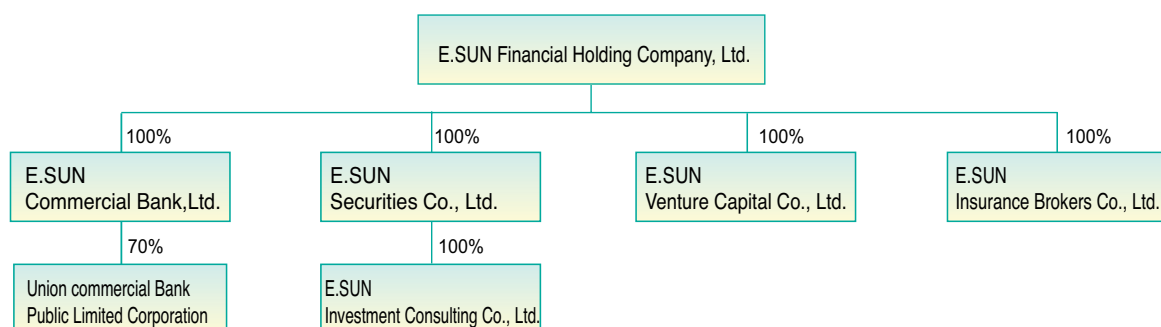 E.SUN Financial Holding Company, Ltd.
100%
100%
100%
100%
E.SUN
Commercial Bank,Ltd.
E.SUN
Securities Co., Ltd.
E.SUN
Venture Capital Co., Ltd.
E.SUN
Insurance Brokers Co., Ltd.
70%
100%
Union commercial Bank
Public Limited Corporation
E.SUN
Investment Consulting Co., Ltd.